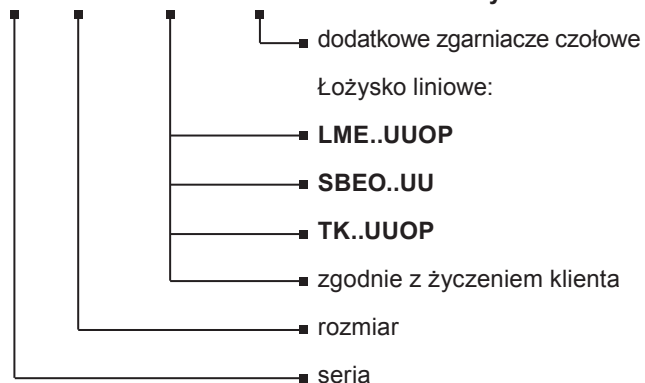 dodatkowe zgarniacze czołowe
Łożysko liniowe:
LME..UUOP
SBEO..UU
TK..UUOP
zgodnie z życzeniem klienta
rozmiar
seria